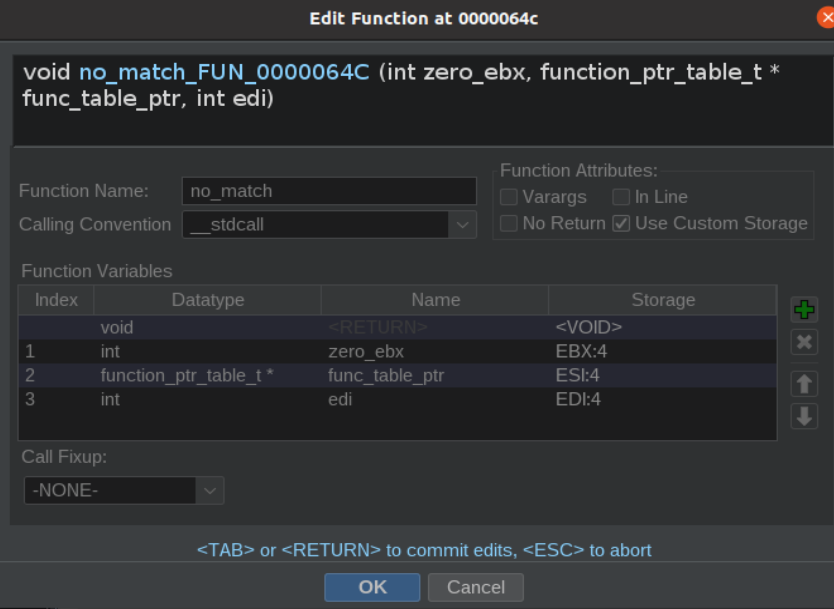 Edit Function at 0000064c
void no_match_FUN_0000064C (int zero_ebx, function_ptr_table_t *
func_table_ptr, int edi)
Function Attributes:
Function Name: no_match Varargs In Line
Calling Convention __stdcall No Return Use Custom Storage
Function Variables
Index Datatype Name Storage
void <RETURN> <VOID>
1 int zero_ebx EBX:4
2 function_ptr_table_t * func_table_ptr ESI:4
3 int edi EDI:4
Call Fixup:
-NONE-
<TAB> or <RETURN> to commit edits, <ESC> to abort
OK Cancel